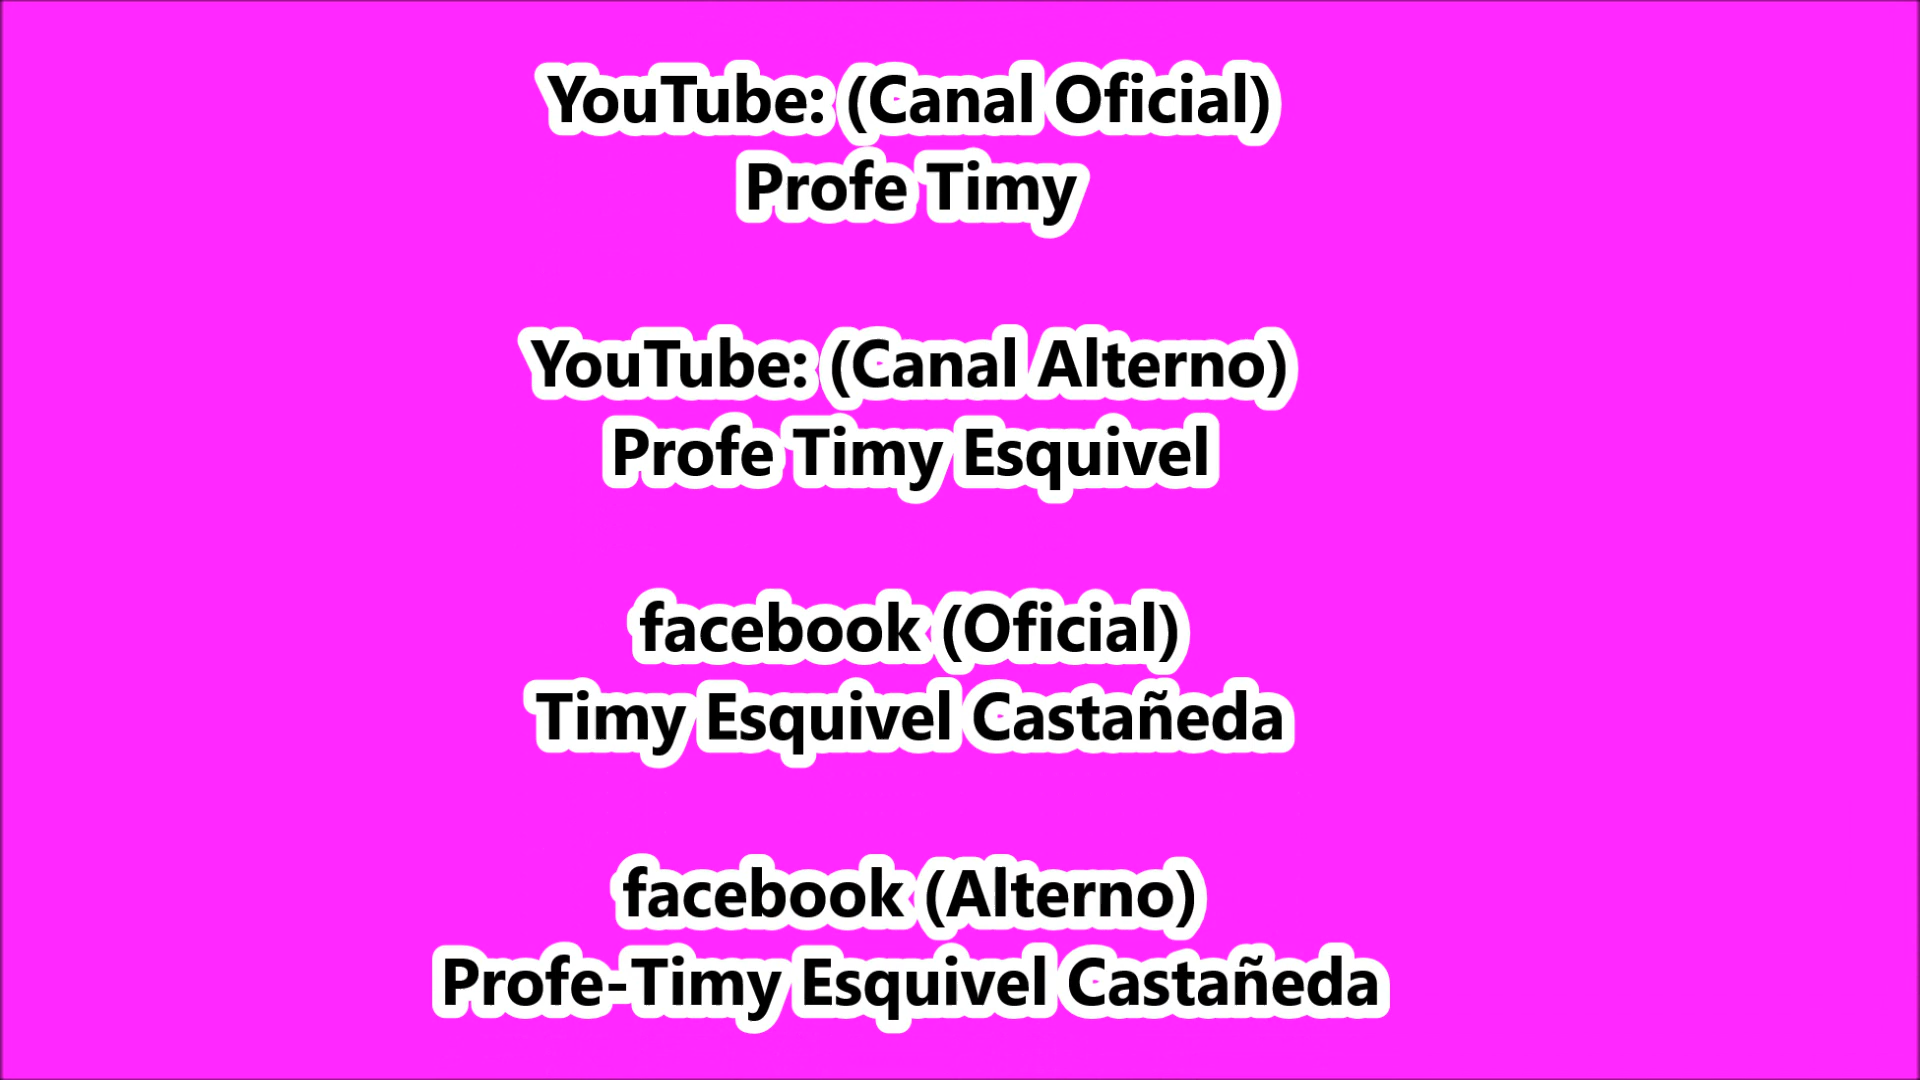 YouTube: (Canal Oficial)
Profe Timy
YouTube: (Canal Alterno)
Profe Timy Esquivel
facebook (Oficial)
Timy Esquivel Castañeda
facebook (Alterno)
Profe-Timy Esquivel Castañeda